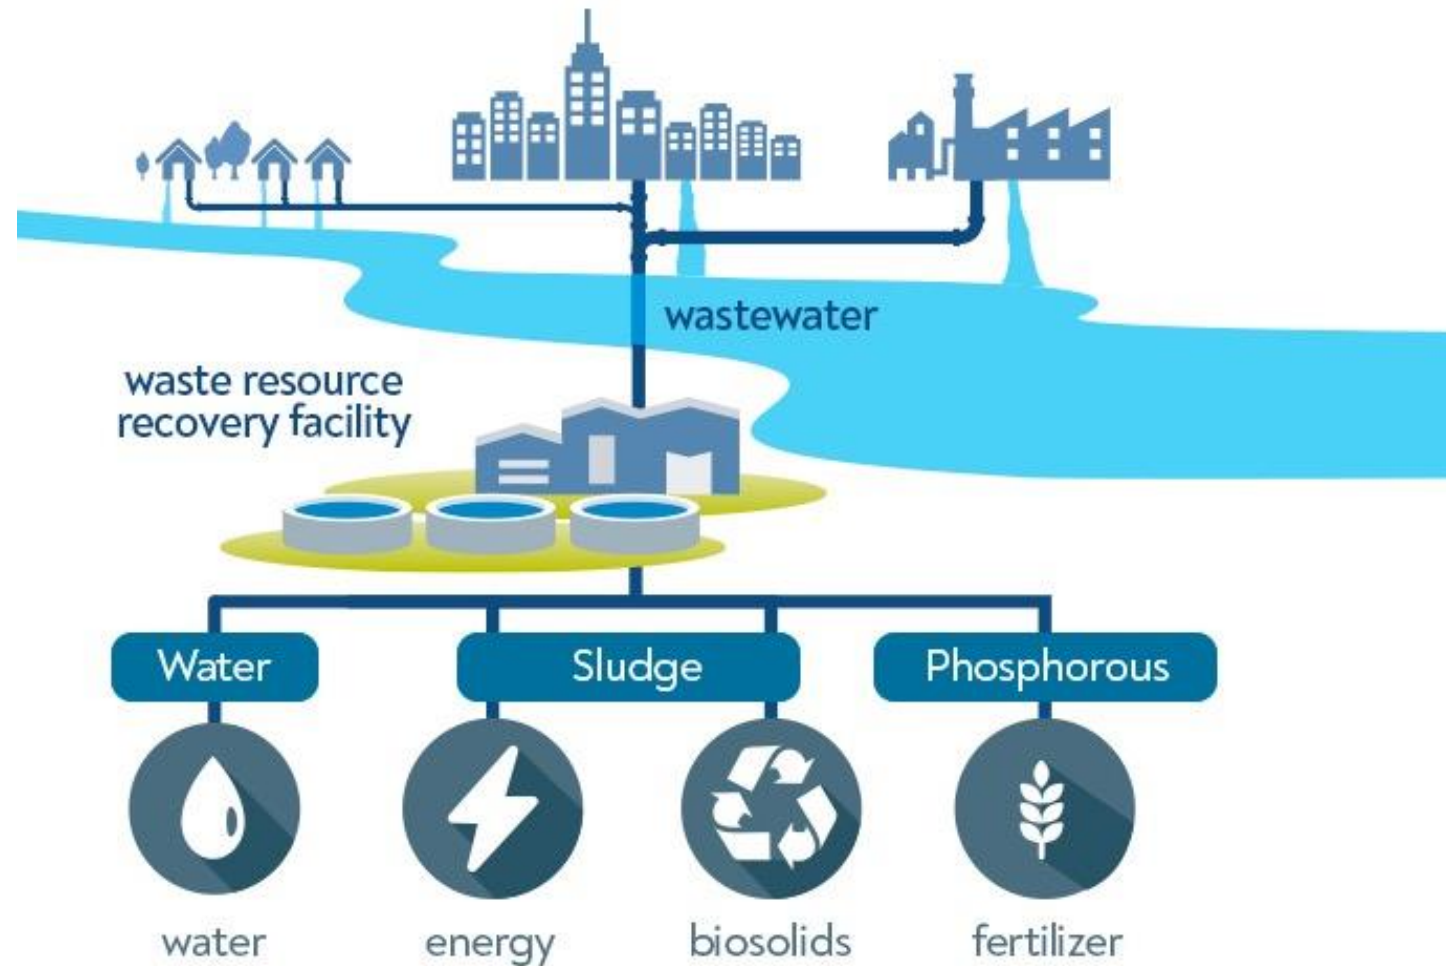 wastewater
waste resource
recovery facility
Water
Sludge
Phosphorous
water
energy
biosolids
fertilizer